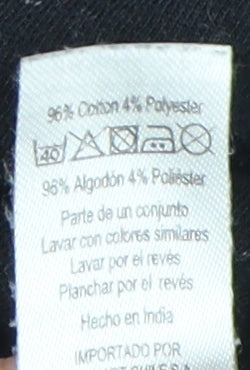 96% Cotton 4% Polyester
40
96% Algodón 4% Poliéster
Parte de un conjunto
Lavar con colores similares
Lavar por el revés
Planchar por el revés
Hecho en India
IMPORTADO POR
CHILE S.A.